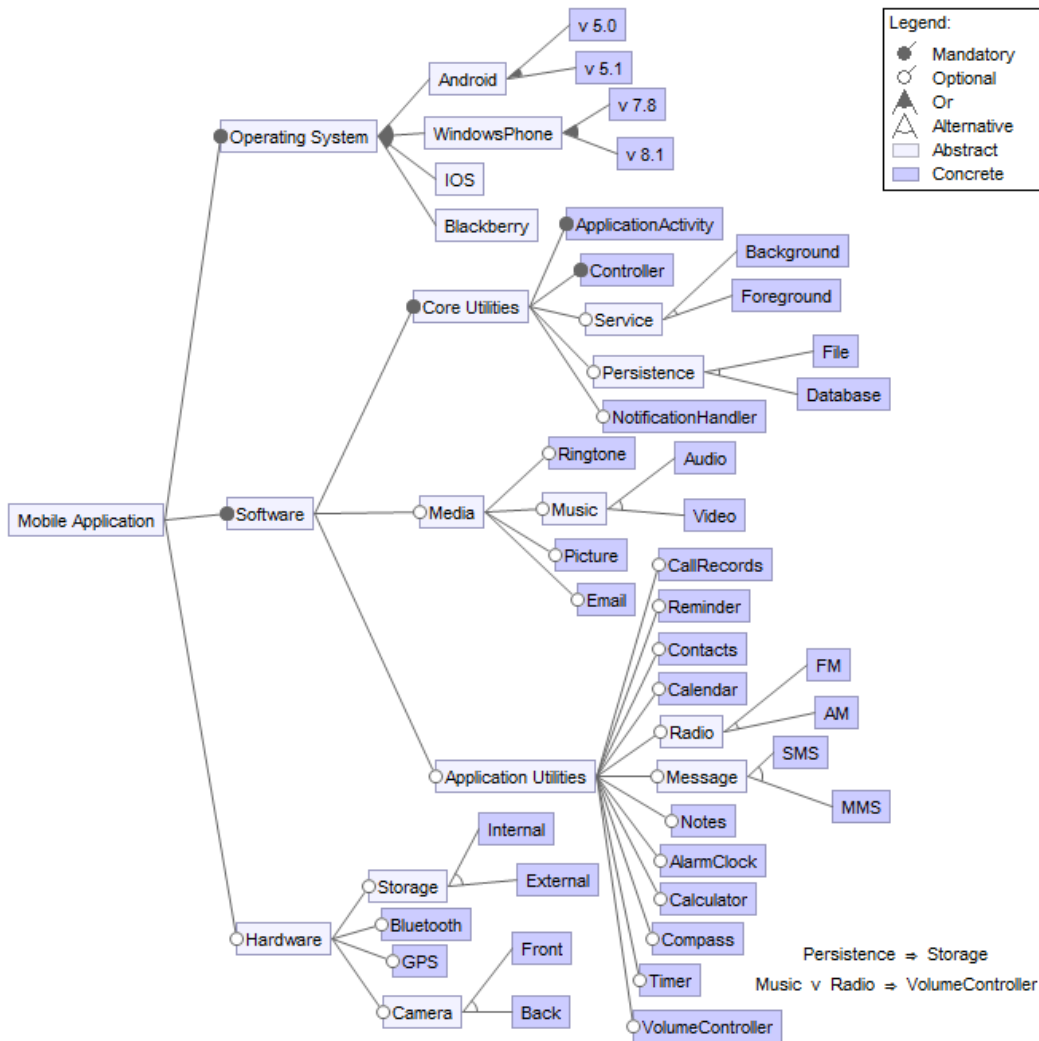 Legend:
Mandatory
Optional
Or
Alternative
Abstract
Concrete
Mobile Application
Operating System
Android
v 5.0
v 5.1
WindowsPhone
v 7.8
v 8.1
IOS
Blackberry
Software
Core Utilities
ApplicationActivity
Controller
Service
Background
Foreground
Persistence
File
Database
NotificationHandler
Media
Ringtone
Music
Audio
Video
Picture
Email
Application Utilities
CallRecords
Reminder
Contacts
Calendar
Radio
FM
AM
Message
SMS
MMS
Notes
AlarmClock
Calculator
Compass
Timer
VolumeController
Hardware
Storage
Internal
External
Bluetooth
GPS
Camera
Front
Back
Persistence ⇒ Storage
Music v Radio ⇒ VolumeController